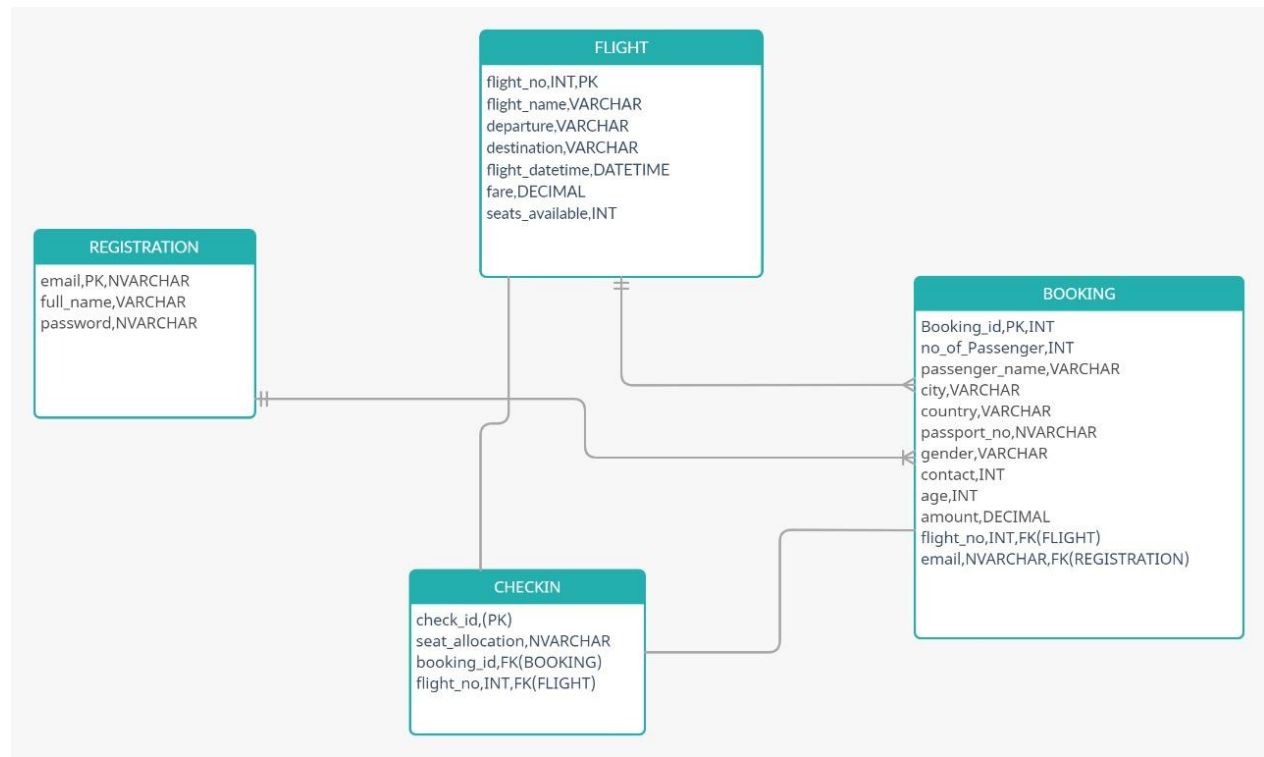 FLIGHT
flight_no,INT,PK
flight_name,VARCHAR
departure,VARCHAR
destination,VARCHAR
flight_datetime,DATETIME
fare,DECIMAL
seats_available,INT
REGISTRATION
email,PK,NVARCHAR
full_name,VARCHAR
password,NVARCHAR
BOOKING
Booking_id,PK,INT
no_of_Passenger,INT
passenger_name,VARCHAR
city,VARCHAR
country,VARCHAR
passport_no,NVARCHAR
gender,VARCHAR
contact,INT
age,INT
amount,DECIMAL
flight_no,INT,FK(FLIGHT)
email,NVARCHAR,FK(REGISTRATION)
CHECKIN
check_id,(PK)
seat_allocation,NVARCHAR
booking_id,FK(BOOKING)
flight_no,INT,FK(FLIGHT)